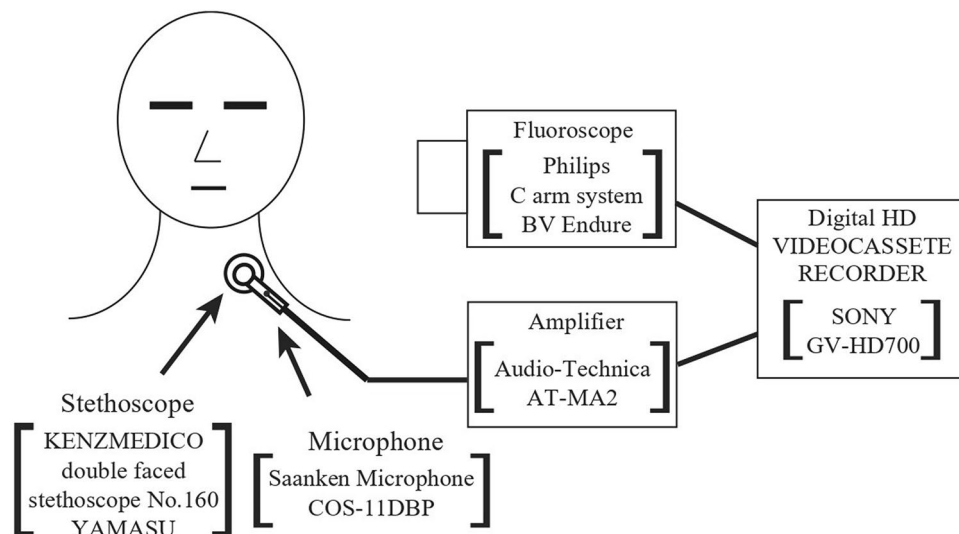 Fluoroscope
Philips
C arm system
BV Endure
Digital HD
VIDEOCASSETE
RECORDER
SONY
GV-HD700
Amplifier
Audio-Technica
AT-MA2
Stethoscope
KENZMEDICO
double faced
stethoscope No.160
YAMASU
Microphone
Saanken Microphone
COS-11DBP